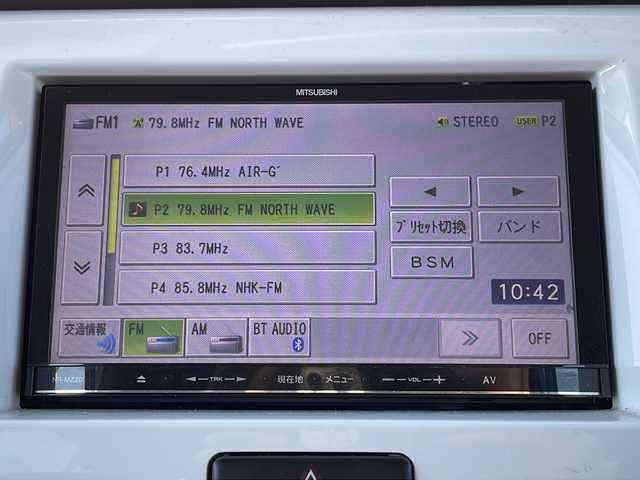 MITSUBISHI
FM1 79.8MHz FM NORTH WAVE STEREO USER P2
P1 76.4MHz AIR-G'
P2 79.8MHz FM NORTH WAVE
P3 83.7MHz
P4 85.8MHz NHK-FM
プリセット切換 バンド
BSM
10:42
交通情報 FM AM BT AUDIO OFF
TRK 現在地 メニュー VOL AV